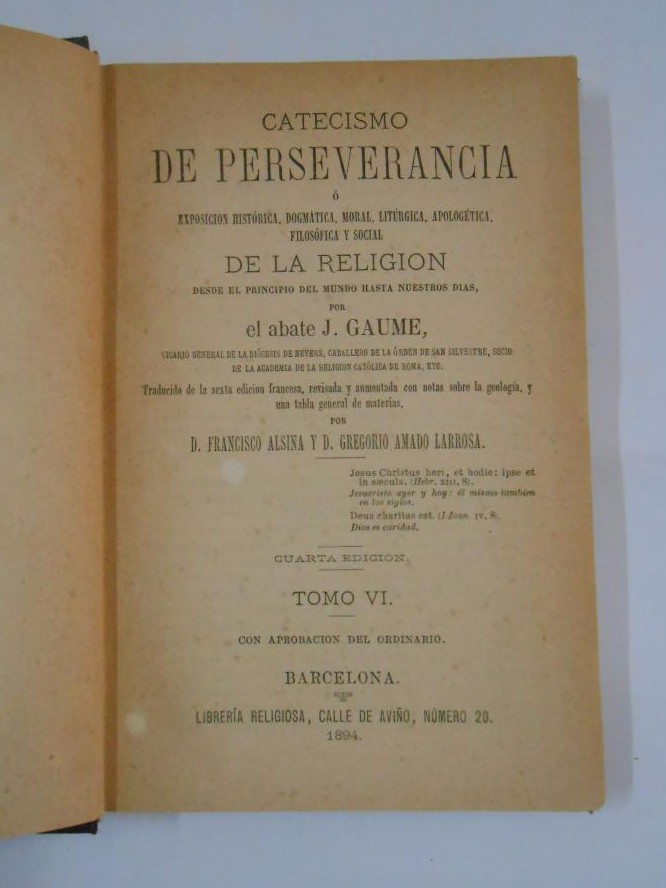 CATECISMO
DE PERSEVERANCIA
Ó
EXPOSICION HISTÓRICA, DOGMÁTICA, MORAL, LITÚRGICA, APOLOGÉTICA,
FILOSÓFICA Y SOCIAL
DE LA RELIGION
DESDE EL PRINCIPIO DEL MUNDO HASTA NUESTROS DIAS,
POR
el abate J. GAUME,
VICARIO GENERAL DE LA DIÓCESIS DE NEVERS, CABALLERO DE LA ÓRDEN DE SAN SILVESTRE, SOCIO
DE LA ACADEMIA DE LA RELIGION CATÓLICA DE ROMA, ETC.
Traducido de la sexta edicion francesa, revisada y aumentada con notas sobre la geología, y
una tabla general de materias,
POR
D. FRANCISCO ALSINA Y D. GREGORIO AMADO LARROSA.
Jesus Christus heri, et hodie: ipse et
in sæcula. (Hebr. XIII, 8).
Jesucristo ayer y hoy: él mismo tambien
en los siglos.
Deus charitas est. (I Joan. IV, 8).
Dios es caridad.
CUARTA EDICION.
TOMO VI.
CON APROBACION DEL ORDINARIO.
BARCELONA.
LIBRERÍA RELIGIOSA, CALLE DE AVIÑÓ, NÚMERO 20.
1894.